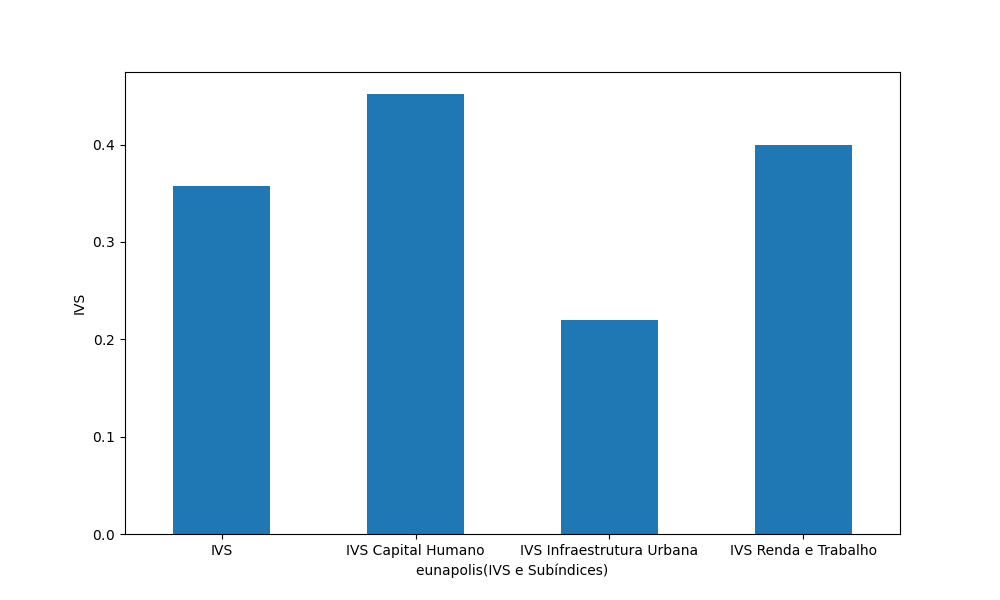 0.4
0.3
0.2
0.1
0.0
IVS
IVS IVS Capital Humano IVS Infraestrutura Urbana IVS Renda e Trabalho
eunapolis(IVS e Subíndices)